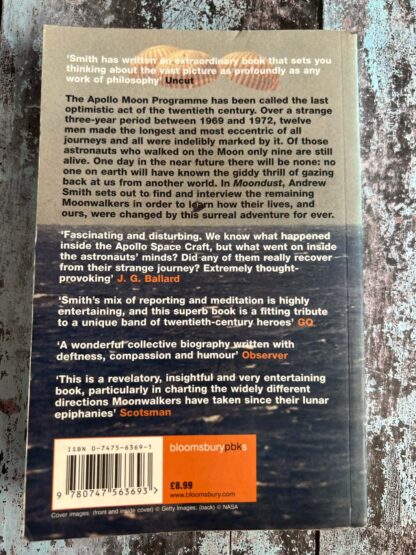 ‘Smith has written an extraordinary book that sets you
thinking about the vast picture as profoundly as any
work of philosophy’ Uncut
The Apollo Moon Programme has been called the last
optimistic act of the twentieth century. Over a strange
three-year period between 1969 and 1972, twelve
men made the longest and most eccentric of all
journeys and all were indelibly marked by it. Of those
astronauts who walked on the Moon only nine are still
alive. One day in the near future there will be none: no
one on earth will have known the giddy thrill of gazing
back at us from another world. In Moondust, Andrew
Smith sets out to find and interview the remaining
Moonwalkers in order to learn how their lives, and
ours, were changed by this surreal adventure for ever.
‘Fascinating and disturbing. We know what happened
inside the Apollo Space Craft, but what went on inside
the astronauts’ minds? Did any of them really recover
from their strange journey? Extremely thought-
provoking’ J. G. Ballard
‘Smith’s mix of reporting and meditation is highly
entertaining, and this superb book is a fitting tribute
to a unique band of twentieth-century heroes’ GQ
‘A wonderful collective biography written with
deftness, compassion and humour’ Observer
‘This is a revelatory, insightful and very entertaining
book, particularly in charting the widely different
directions Moonwalkers have taken since their lunar
epiphanies’ Scotsman
ISBN 0-7475-6369-1
9 780747 563693 >
bloomsburypbks
£8.99
www.bloomsbury.com
Cover images: (front and inside cover) © Getty Images; (back) © NASA